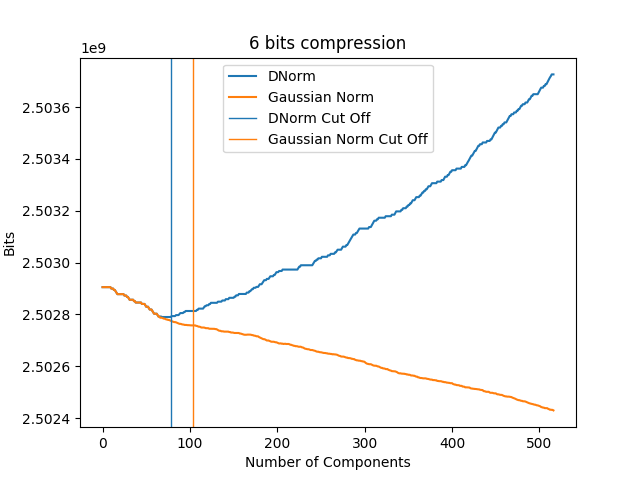 6 bits compression
1e9
DNorm
Gaussian Norm
DNorm Cut Off
Gaussian Norm Cut Off
2.5036
2.5034
2.5032
2.5030
2.5028
2.5026
2.5024
Bits
0 100 200 300 400 500
Number of Components